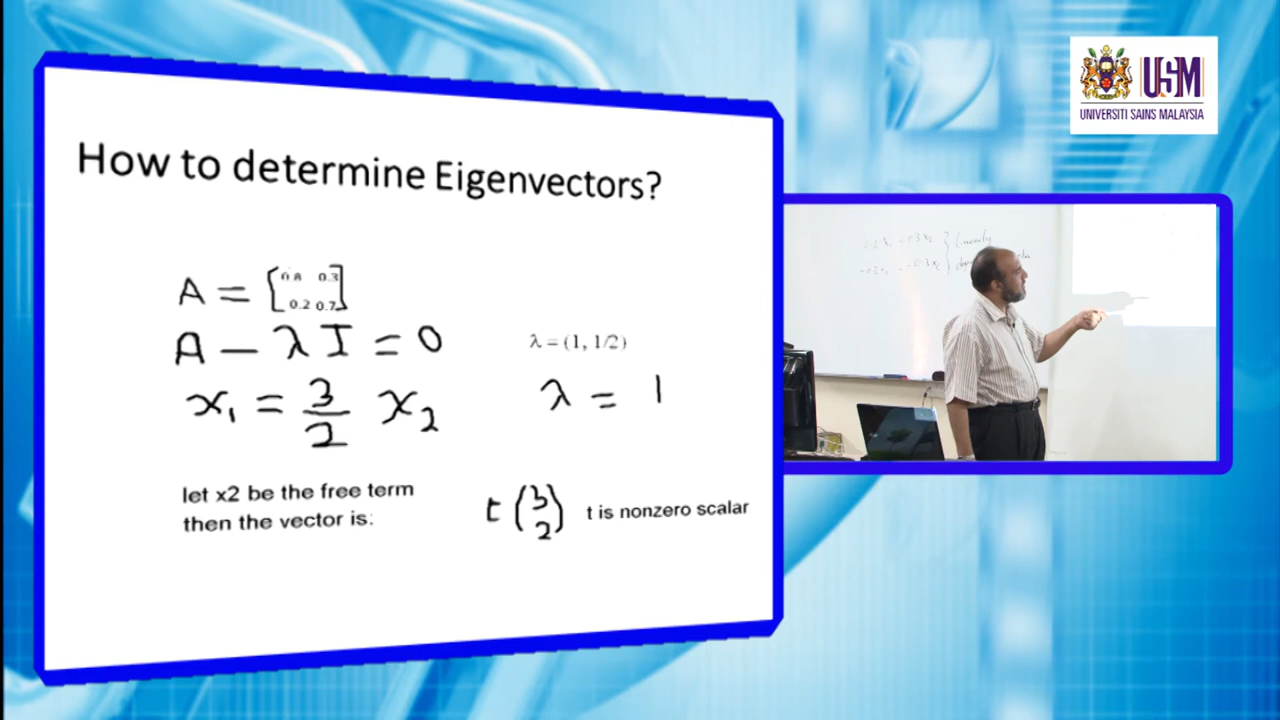 How to determine Eigenvectors?
A = [0.8 0.3
0.2 0.7]
A − λ I = 0
λ = (1, 1/2)
x₁ = 3/2 x₂
λ = 1
let x2 be the free term
then the vector is:
t (3
2)
t is nonzero scalar
USM
UNIVERSITI SAINS MALAYSIA